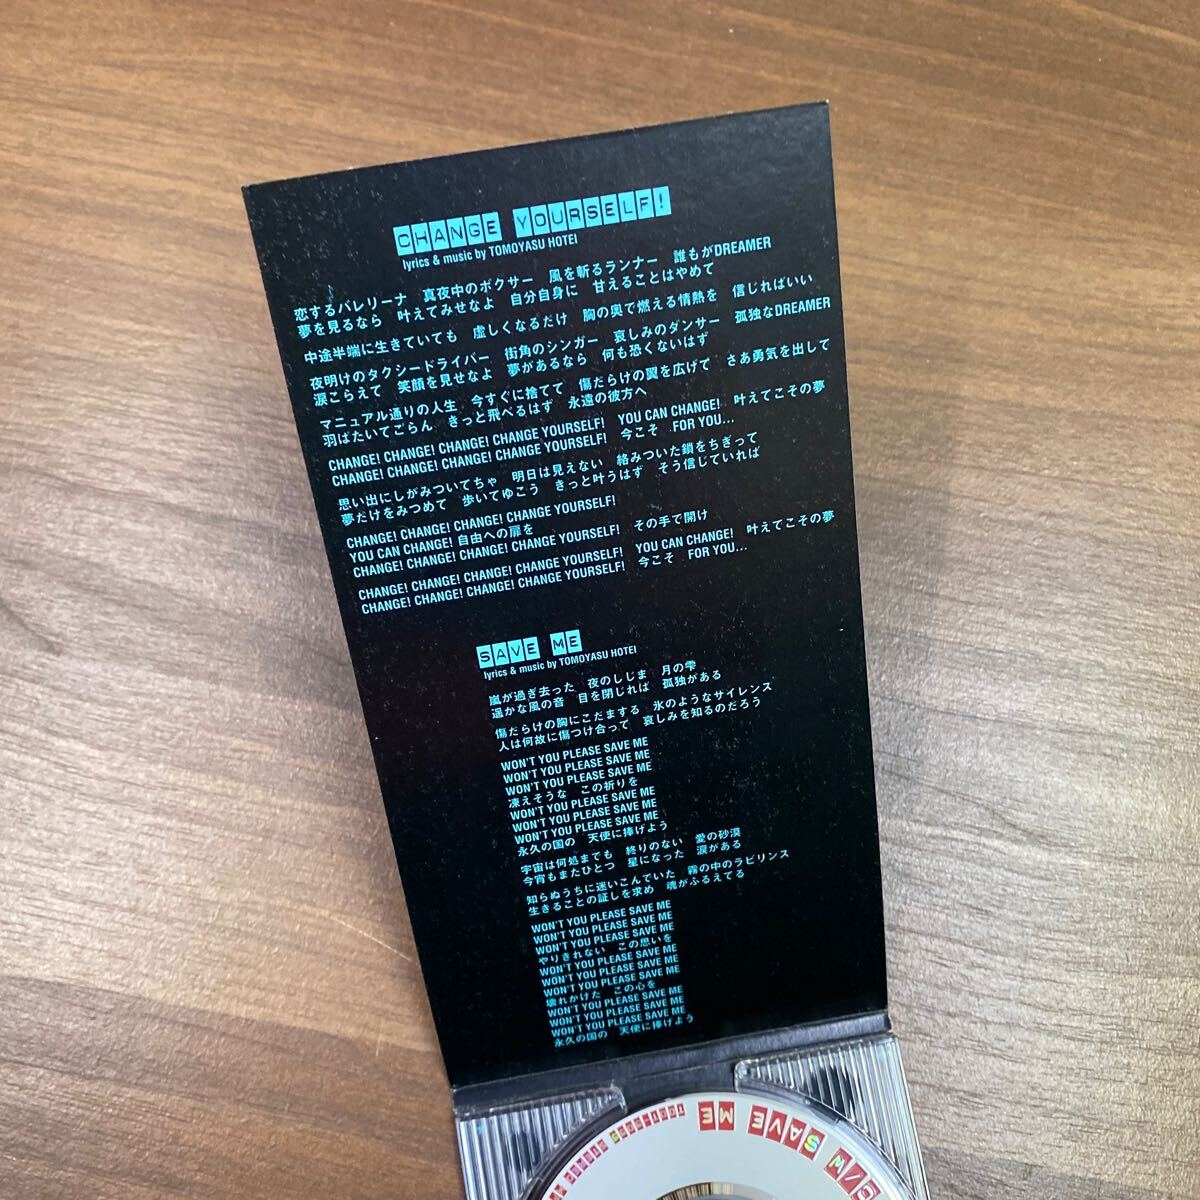 CHANGE YOURSELF!
lyrics & music by TOMOYASU HOTEI
恋するバレリーナ　真夜中のボクサー　風を斬るランナー　誰もがDREAMER
夢を見るなら　叶えてみせなよ　自分自身に　甘えることはやめて
中途半端に生きていても　虚しくなるだけ　胸の奥で燃える情熱を　信じればいい
夜明けのタクシードライバー　街角のシンガー　哀しみのダンサー　孤独なDREAMER
涙こらえて　笑顔を見せなよ　夢があるなら　何も恐くないはず
マニュアル通りの人生　今すぐに捨てて　傷だらけの翼を広げて　さあ勇気を出して
羽ばたいてごらん　きっと飛べるはず　永遠の彼方へ
CHANGE! CHANGE! CHANGE! CHANGE YOURSELF!　YOU CAN CHANGE!　叶えてこその夢
CHANGE! CHANGE! CHANGE! CHANGE YOURSELF!　今こそ　FOR YOU...
思い出にしがみついてちゃ　明日は見えない　絡みついた鎖をちぎって
夢だけをみつめて　歩いてゆこう　きっと叶うはず　そう信じていれば
CHANGE! CHANGE! CHANGE! CHANGE YOURSELF!
YOU CAN CHANGE! 自由への扉を
CHANGE! CHANGE! CHANGE! CHANGE YOURSELF!　その手で開け
CHANGE! CHANGE! CHANGE! CHANGE YOURSELF!　YOU CAN CHANGE!　叶えてこその夢
CHANGE! CHANGE! CHANGE! CHANGE YOURSELF!　今こそ　FOR YOU...
SAVE ME
lyrics & music by TOMOYASU HOTEI
嵐が過ぎ去った　夜のしじま　月の雫
遥かな風の音　目を閉じれば　孤独がある
傷だらけの胸にこだまする　氷のようなサイレンス
人は何故に傷つけ合って　哀しみを知るのだろう
WON'T YOU PLEASE SAVE ME
WON'T YOU PLEASE SAVE ME
WON'T YOU PLEASE SAVE ME
凍えそうな　この祈りを
WON'T YOU PLEASE SAVE ME
WON'T YOU PLEASE SAVE ME
WON'T YOU PLEASE SAVE ME
永久の国の　天使に捧げよう
宇宙は何処までも　終りのない　愛の砂漠
今宵もまたひとつ　星になった　涙がある
知らぬうちに迷いこんでいた　霧の中のラビリンス
生きることの証しを求め　魂がふるえてる
WON'T YOU PLEASE SAVE ME
WON'T YOU PLEASE SAVE ME
WON'T YOU PLEASE SAVE ME
やりきれない　この思いを
WON'T YOU PLEASE SAVE ME
WON'T YOU PLEASE SAVE ME
WON'T YOU PLEASE SAVE ME
壊れかけた　この心を
WON'T YOU PLEASE SAVE ME
WON'T YOU PLEASE SAVE ME
WON'T YOU PLEASE SAVE ME
永久の国の　天使に捧げよう
C/W SAVE ME